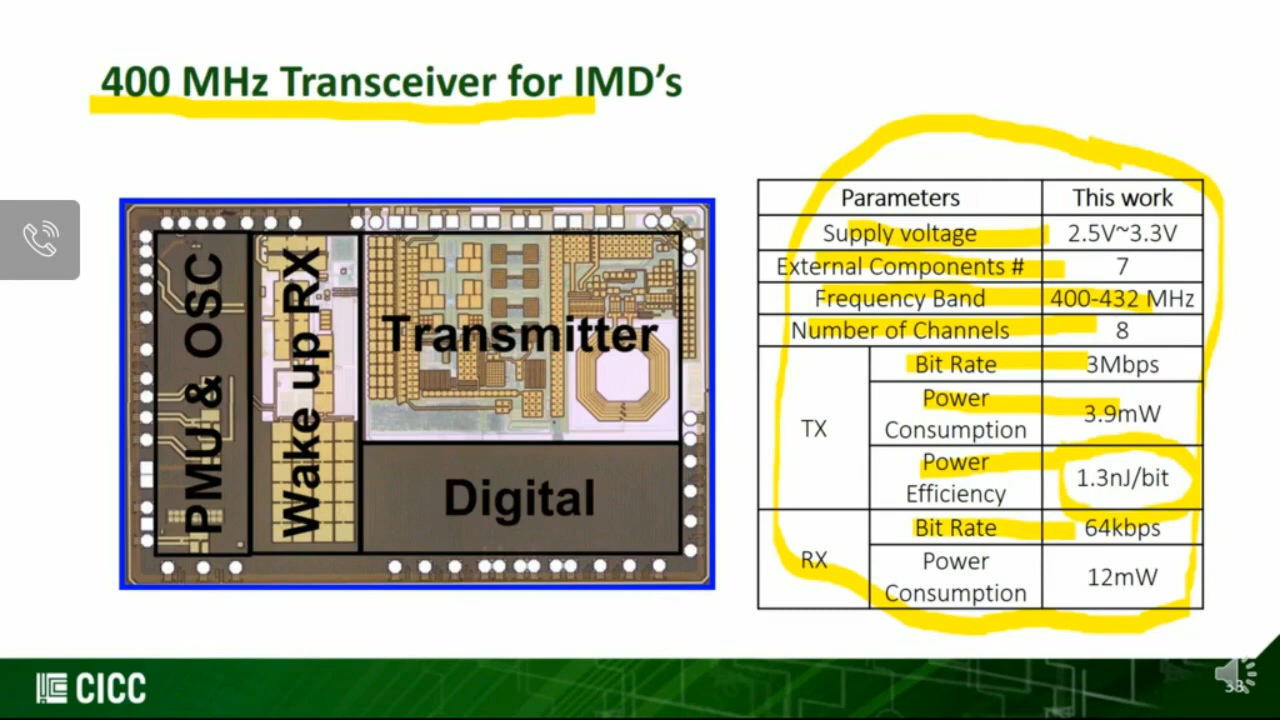 400 MHz Transceiver for IMD's
PMU & OSC
Wake up RX
Transmitter
Digital
Parameters This work
Supply voltage 2.5V~3.3V
External Components # 7
Frequency Band 400-432 MHz
Number of Channels 8
TX
Bit Rate 3Mbps
Power
Consumption
3.9mW
Power
Efficiency
1.3nJ/bit
RX
Bit Rate 64kbps
Power
Consumption
12mW
CICC